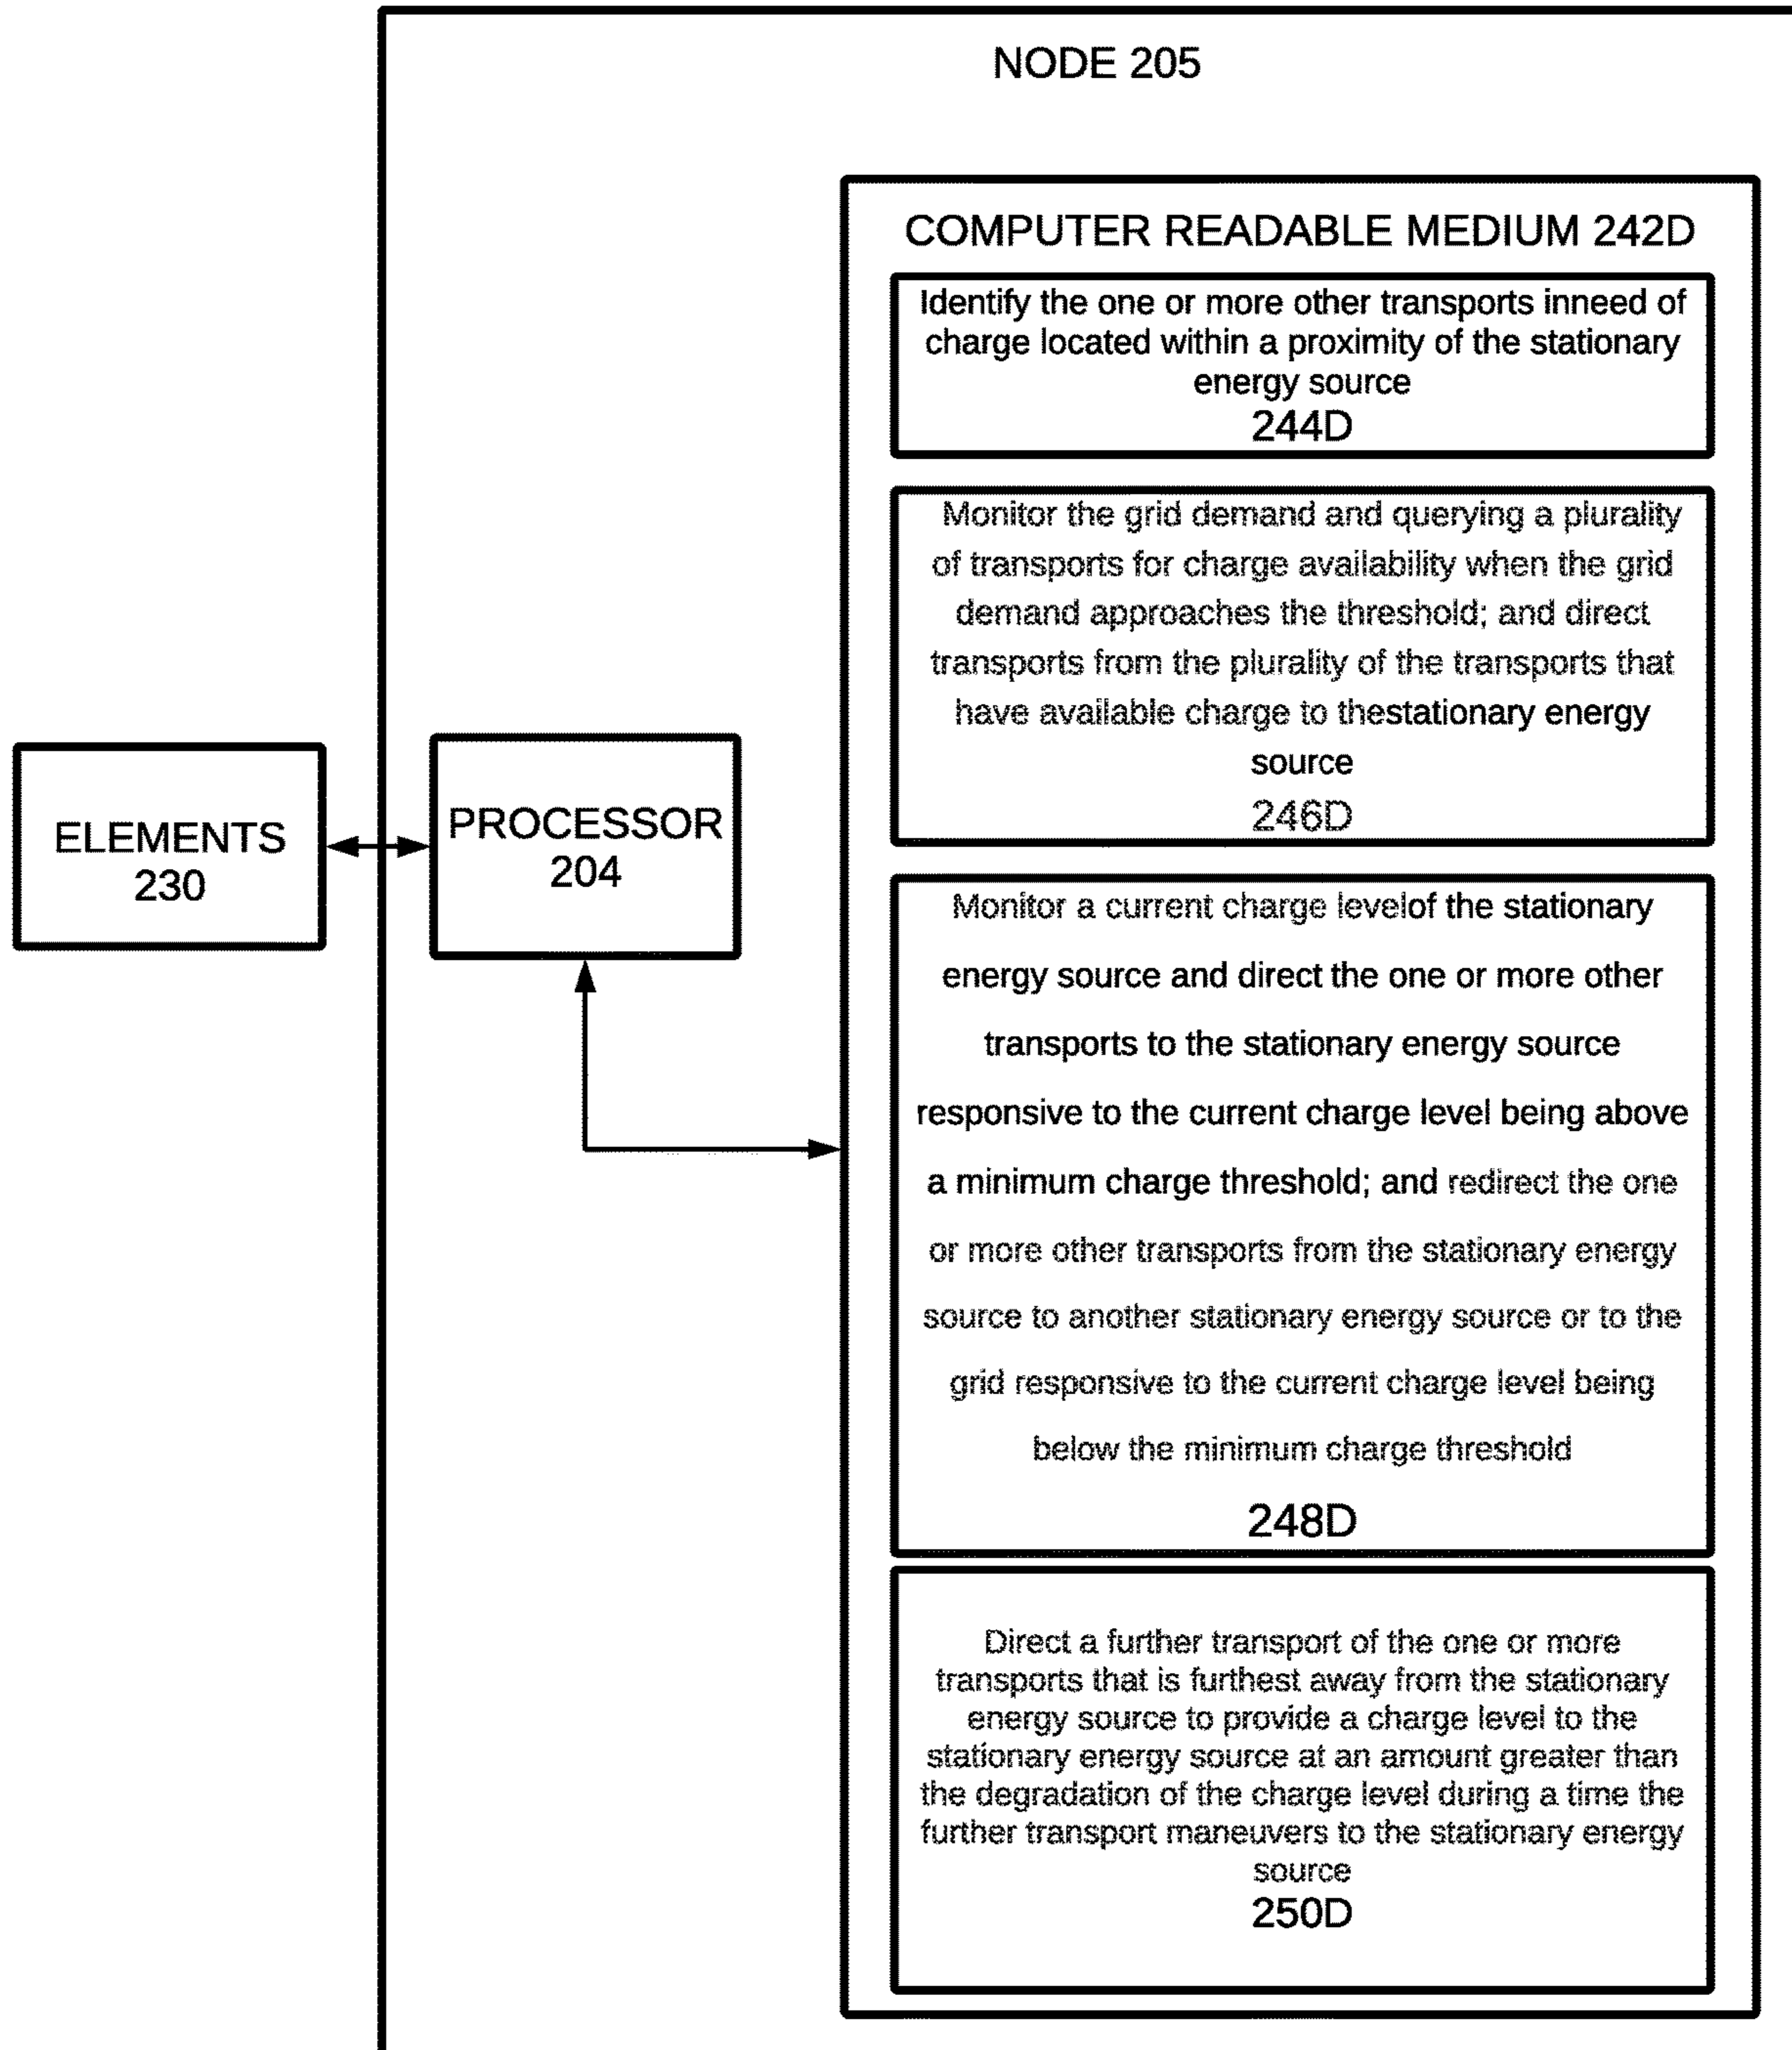 NODE 205
COMPUTER READABLE MEDIUM 242D
Identify the one or more other transports inneed of
charge located within a proximity of the stationary
energy source
244D
Monitor the grid demand and querying a plurality
of transports for charge availability when the grid
demand approaches the threshold; and direct
transports from the plurality of the transports that
have available charge to thestationary energy
source
246D
ELEMENTS
230
PROCESSOR
204
Monitor a current charge levelof the stationary
energy source and direct the one or more other
transports to the stationary energy source
responsive to the current charge level being above
a minimum charge threshold; and redirect the one
or more other transports from the stationary energy
source to another stationary energy source or to the
grid responsive to the current charge level being
below the minimum charge threshold
248D
Direct a further transport of the one or more
transports that is furthest away from the stationary
energy source to provide a charge level to the
stationary energy source at an amount greater than
the degradation of the charge level during a time the
further transport maneuvers to the stationary energy
source
250D